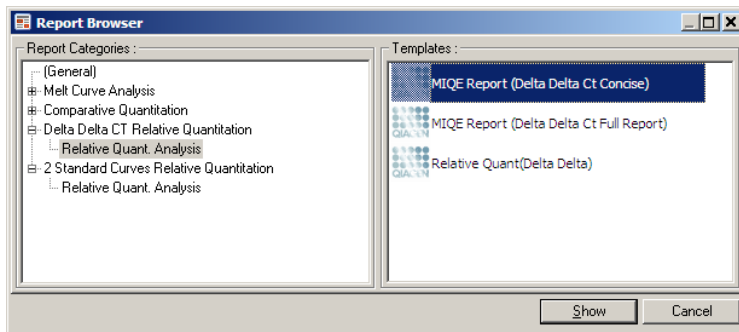 Report Browser
Report Categories :
(General)
Melt Curve Analysis
Comparative Quantitation
Delta Delta CT Relative Quantitation
Relative Quant. Analysis
2 Standard Curves Relative Quantitation
Relative Quant. Analysis
Templates :
MIQE Report (Delta Delta Ct Concise)
MIQE Report (Delta Delta Ct Full Report)
QIAGEN
Relative Quant(Delta Delta)
QIAGEN
Show
Cancel